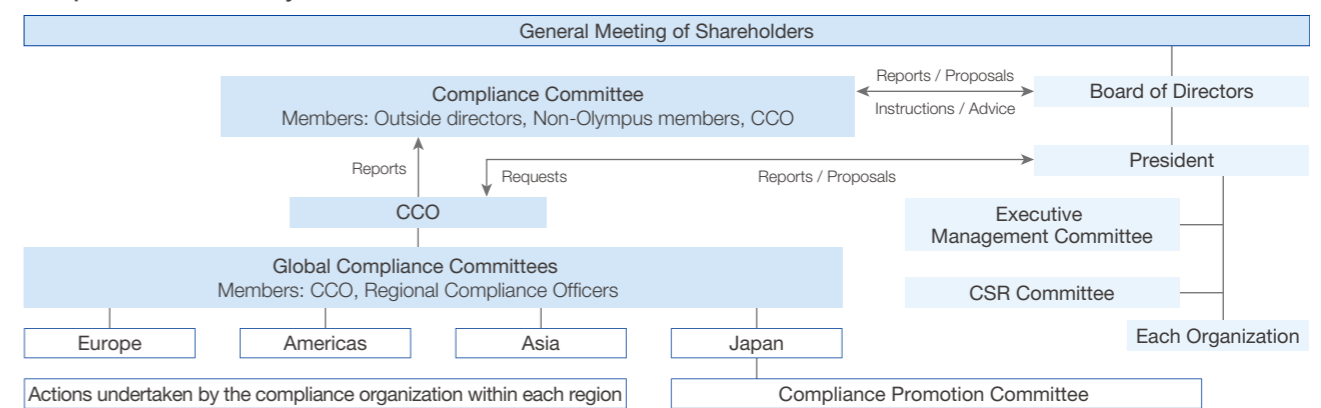 General Meeting of Shareholders
Compliance Committee
Members: Outside directors, Non-Olympus members, CCO
Reports / Proposals
Instructions / Advice
Board of Directors
Reports
Requests
Reports / Proposals
President
CCO
Executive
Management Committee
Global Compliance Committees
Members: CCO, Regional Compliance Officers
CSR Committee
Europe
Americas
Asia
Japan
Each Organization
Actions undertaken by the compliance organization within each region
Compliance Promotion Committee